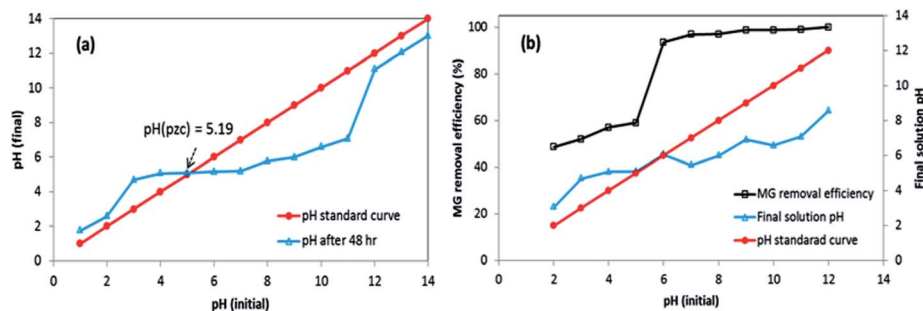 (a)
pH(pzc) = 5.19
pH (final)
14
12
10
8
6
4
2
0
0 2 4 6 8 10 12 14
pH (initial)
pH standard curve
pH after 48 hr
(b)
MG removal efficiency (%)
100
80
60
40
20
0
0 2 4 6 8 10 12 14
pH (initial)
14
12
10
8
6
4
2
0
Final solution pH
MG removal efficiency
Final solution pH
pH standarad curve